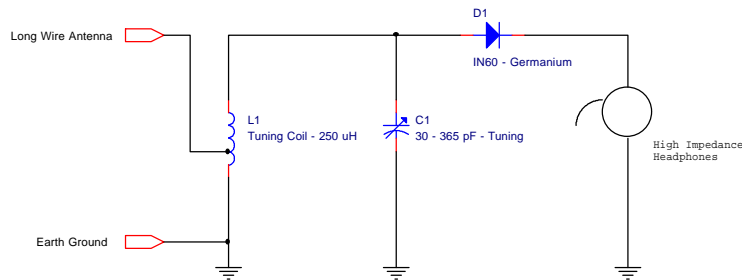 D1
Long Wire Antenna
IN60 - Germanium
L1
Tuning Coil - 250 uH
C1
30 - 365 pF - Tuning
High Impedance
Headphones
Earth Ground